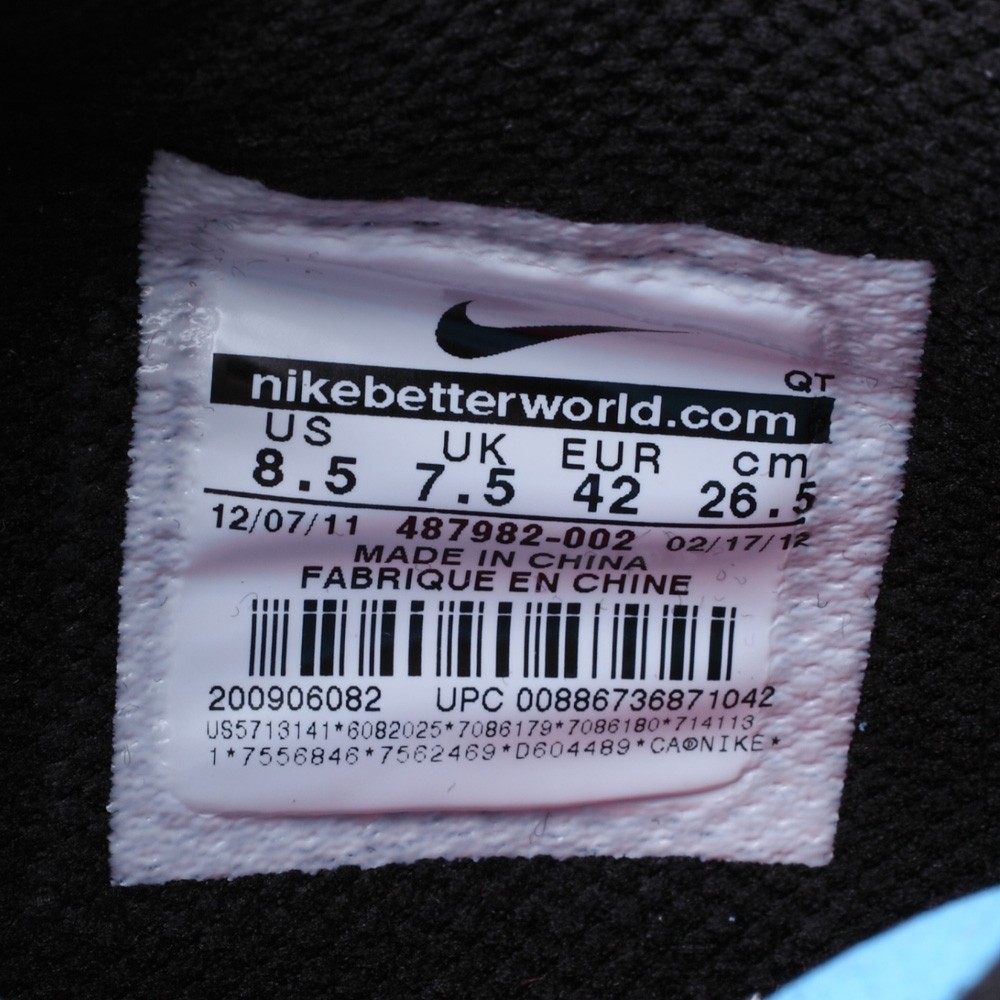 QT
nikebetterworld.com
US UK EUR cm
8.5 7.5 42 26.5
12/07/11 487982-002 02/17/12
MADE IN CHINA
FABRIQUE EN CHINE
200906082 UPC 00886736871042
US5713141*6082025*7086179*7086180*714113
1*7556846*7562469*D604489*CA®NIKE*